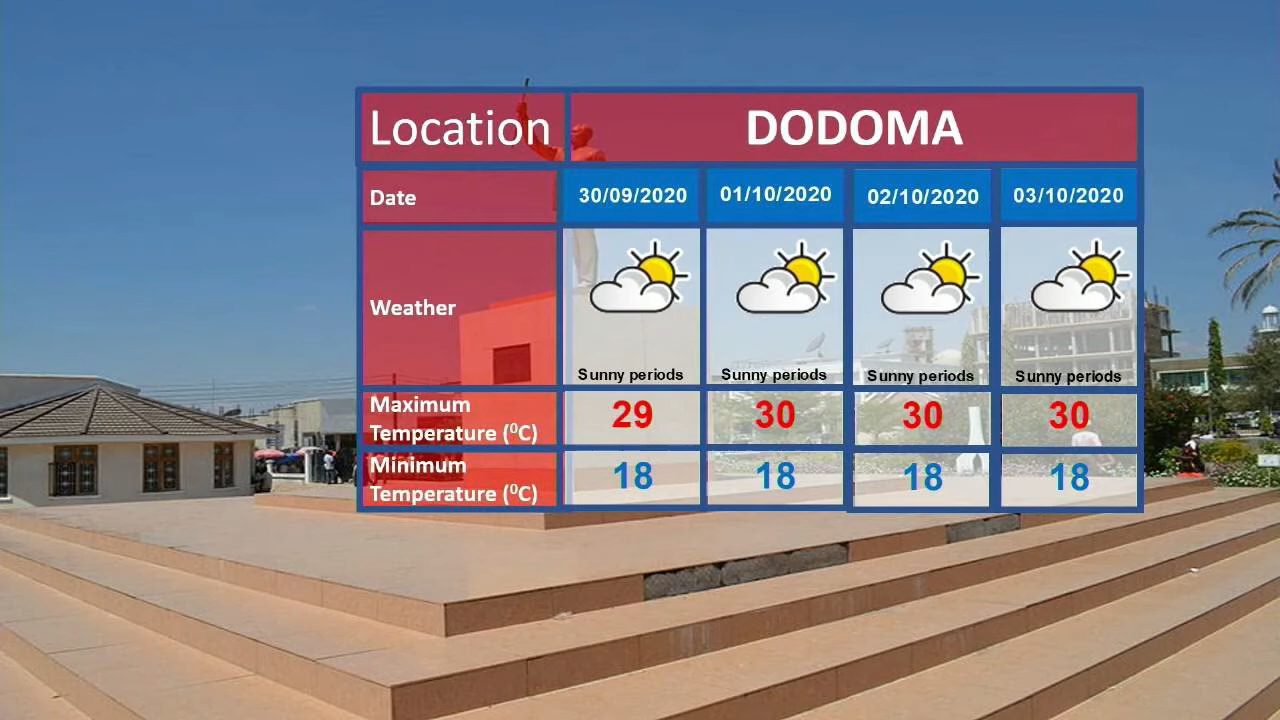 Location DODOMA
Date 30/09/2020 01/10/2020 02/10/2020 03/10/2020
Weather
Sunny periods Sunny periods Sunny periods Sunny periods
Maximum
Temperature (⁰C) 29 30 30 30
Minimum
Temperature (⁰C) 18 18 18 18